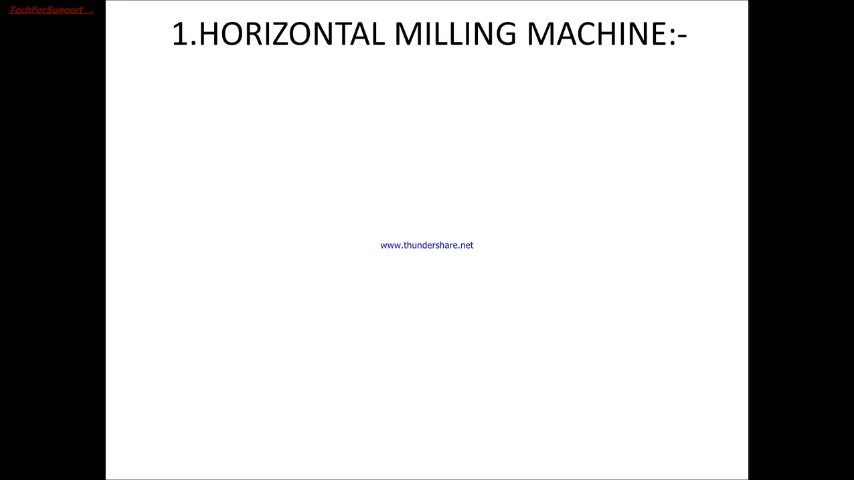 TechForSupport .
1.HORIZONTAL MILLING MACHINE:-
www.thundershare.net